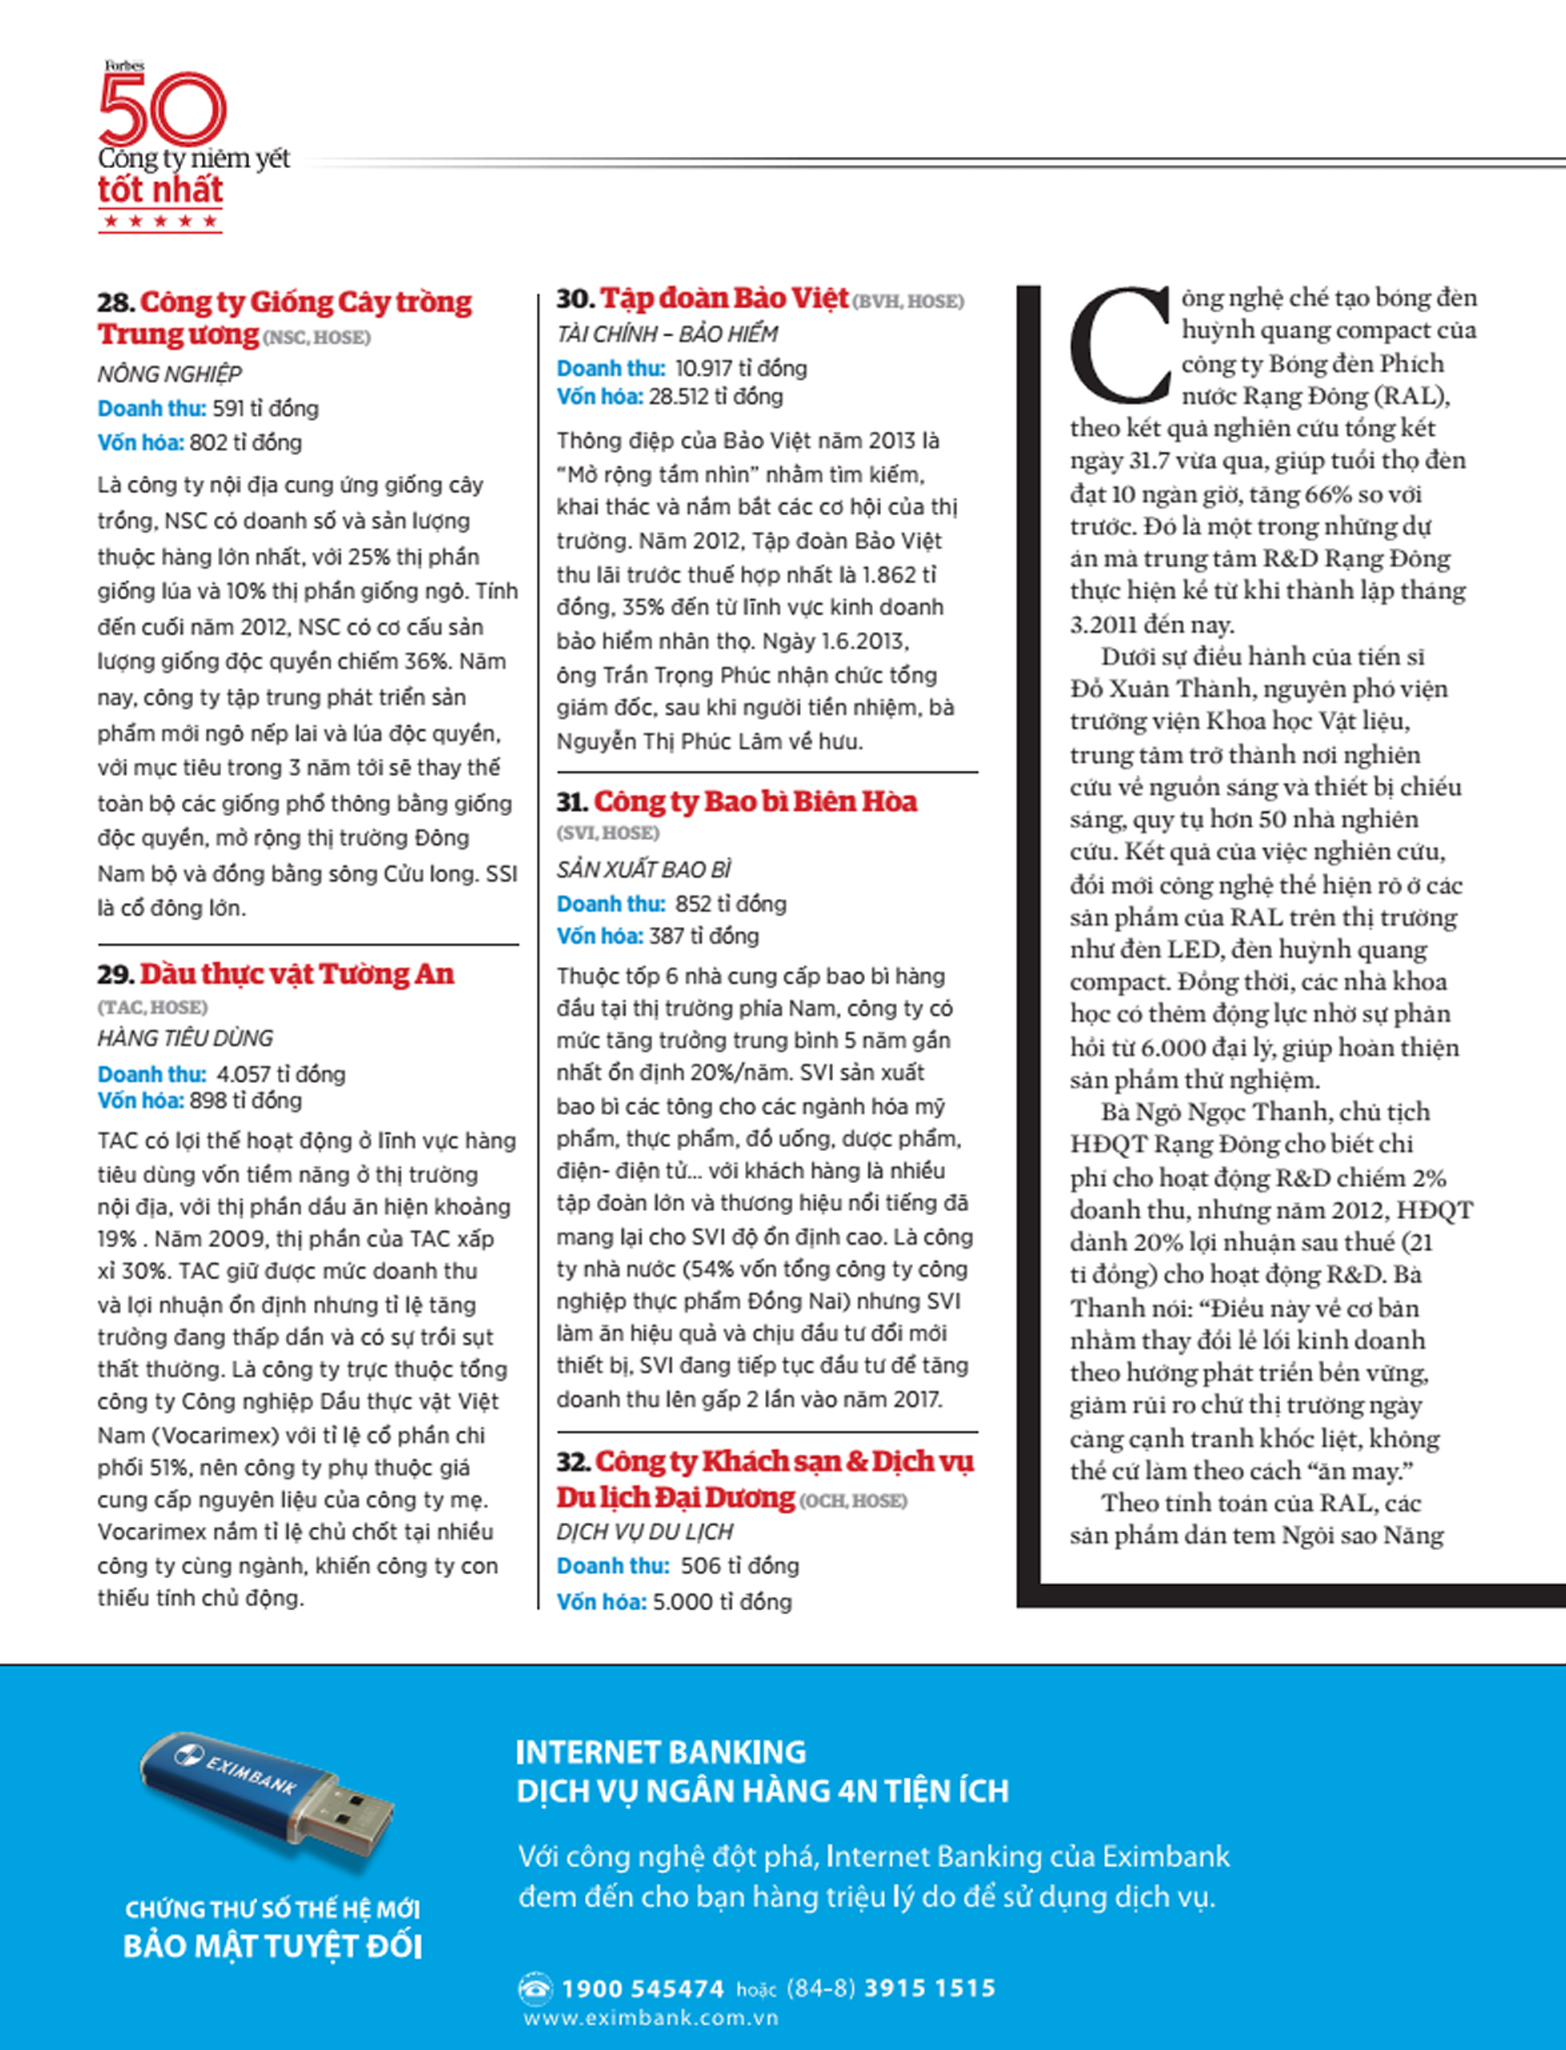 Forbes
50
Công ty niêm yết
tốt nhất
28. Công ty Giống Cây trồng
Trung ương (NSC, HOSE)
NÔNG NGHIỆP
Doanh thu: 591 tỉ đồng
Vốn hóa: 802 tỉ đồng
Là công ty nội địa cung ứng giống cây
trồng, NSC có doanh số và sản lượng
thuộc hàng lớn nhất, với 25% thị phần
giống lúa và 10% thị phần giống ngô. Tính
đến cuối năm 2012, NSC có cơ cấu sản
lượng giống độc quyền chiếm 36%. Năm
nay, công ty tập trung phát triển sản
phẩm mới ngô nếp lai và lúa độc quyền,
với mục tiêu trong 3 năm tới sẽ thay thế
toàn bộ các giống phổ thông bằng giống
độc quyền, mở rộng thị trường Đông
Nam bộ và đồng bằng sông Cửu long. SSI
là cổ đông lớn.
29. Dầu thực vật Tường An
(TAC, HOSE)
HÀNG TIÊU DÙNG
Doanh thu: 4.057 tỉ đồng
Vốn hóa: 898 tỉ đồng
TAC có lợi thế hoạt động ở lĩnh vực hàng
tiêu dùng vốn tiềm năng ở thị trường
nội địa, với thị phần dầu ăn hiện khoảng
19% . Năm 2009, thị phần của TAC xấp
xỉ 30%. TAC giữ được mức doanh thu
và lợi nhuận ổn định nhưng tỉ lệ tăng
trưởng đang thấp dần và có sự trồi sụt
thất thường. Là công ty trực thuộc tổng
công ty Công nghiệp Dầu thực vật Việt
Nam (Vocarimex) với tỉ lệ cổ phần chi
phối 51%, nên công ty phụ thuộc giá
cung cấp nguyên liệu của công ty mẹ.
Vocarimex nắm tỉ lệ chủ chốt tại nhiều
công ty cùng ngành, khiến công ty con
thiếu tính chủ động.
30. Tập đoàn Bảo Việt (BVH, HOSE)
TÀI CHÍNH – BẢO HIỂM
Doanh thu: 10.917 tỉ đồng
Vốn hóa: 28.512 tỉ đồng
Thông điệp của Bảo Việt năm 2013 là
“Mở rộng tầm nhìn” nhằm tìm kiếm,
khai thác và nắm bắt các cơ hội của thị
trường. Năm 2012, Tập đoàn Bảo Việt
thu lãi trước thuế hợp nhất là 1.862 tỉ
đồng, 35% đến từ lĩnh vực kinh doanh
bảo hiểm nhân thọ. Ngày 1.6.2013,
ông Trần Trọng Phúc nhận chức tổng
giám đốc, sau khi người tiền nhiệm, bà
Nguyễn Thị Phúc Lâm về hưu.
31. Công ty Bao bì Biên Hòa
(SVI, HOSE)
SẢN XUẤT BAO BÌ
Doanh thu: 852 tỉ đồng
Vốn hóa: 387 tỉ đồng
Thuộc tốp 6 nhà cung cấp bao bì hàng
đầu tại thị trường phía Nam, công ty có
mức tăng trưởng trung bình 5 năm gần
nhất ổn định 20%/năm. SVI sản xuất
bao bì các tông cho các ngành hóa mỹ
phẩm, thực phẩm, đồ uống, dược phẩm,
điện- điện tử... với khách hàng là nhiều
tập đoàn lớn và thương hiệu nổi tiếng đã
mang lại cho SVI độ ổn định cao. Là công
ty nhà nước (54% vốn tổng công ty công
nghiệp thực phẩm Đồng Nai) nhưng SVI
làm ăn hiệu quả và chịu đầu tư đổi mới
thiết bị, SVI đang tiếp tục đầu tư để tăng
doanh thu lên gấp 2 lần vào năm 2017.
32. Công ty Khách sạn & Dịch vụ
Du lịch Đại Dương (OCH, HOSE)
DỊCH VỤ DU LỊCH
Doanh thu: 506 tỉ đồng
Vốn hóa: 5.000 tỉ đồng
Công nghệ chế tạo bóng đèn
huỳnh quang compact của
công ty Bóng đèn Phích
nước Rạng Đông (RAL),
theo kết quả nghiên cứu tổng kết
ngày 31.7 vừa qua, giúp tuổi thọ đèn
đạt 10 ngàn giờ, tăng 66% so với
trước. Đó là một trong những dự
án mà trung tâm R&D Rạng Đông
thực hiện kể từ khi thành lập tháng
3.2011 đến nay.
Dưới sự điều hành của tiến sĩ
Đỗ Xuân Thành, nguyên phó viện
trưởng viện Khoa học Vật liệu,
trung tâm trở thành nơi nghiên
cứu về nguồn sáng và thiết bị chiếu
sáng, quy tụ hơn 50 nhà nghiên
cứu. Kết quả của việc nghiên cứu,
đổi mới công nghệ thể hiện rõ ở các
sản phẩm của RAL trên thị trường
như đèn LED, đèn huỳnh quang
compact. Đồng thời, các nhà khoa
học có thêm động lực nhờ sự phản
hồi từ 6.000 đại lý, giúp hoàn thiện
sản phẩm thử nghiệm.
Bà Ngô Ngọc Thanh, chủ tịch
HĐQT Rạng Đông cho biết chi
phí cho hoạt động R&D chiếm 2%
doanh thu, nhưng năm 2012, HĐQT
dành 20% lợi nhuận sau thuế (21
tỉ đồng) cho hoạt động R&D. Bà
Thanh nói: “Điều này về cơ bản
nhằm thay đổi lề lối kinh doanh
theo hướng phát triển bền vững,
giảm rủi ro chứ thị trường ngày
càng cạnh tranh khốc liệt, không
thể cứ làm theo cách “ăn may.”
Theo tính toán của RAL, các
sản phẩm dán tem Ngôi sao Năng
EXIMBANK
CHỨNG THƯ SỐ THẾ HỆ MỚI
BẢO MẬT TUYỆT ĐỐI
INTERNET BANKING
DỊCH VỤ NGÂN HÀNG 4N TIỆN ÍCH
Với công nghệ đột phá, Internet Banking của Eximbank
đem đến cho bạn hàng triệu lý do để sử dụng dịch vụ.
1900 545474 hoặc (84-8) 3915 1515
www.eximbank.com.vn